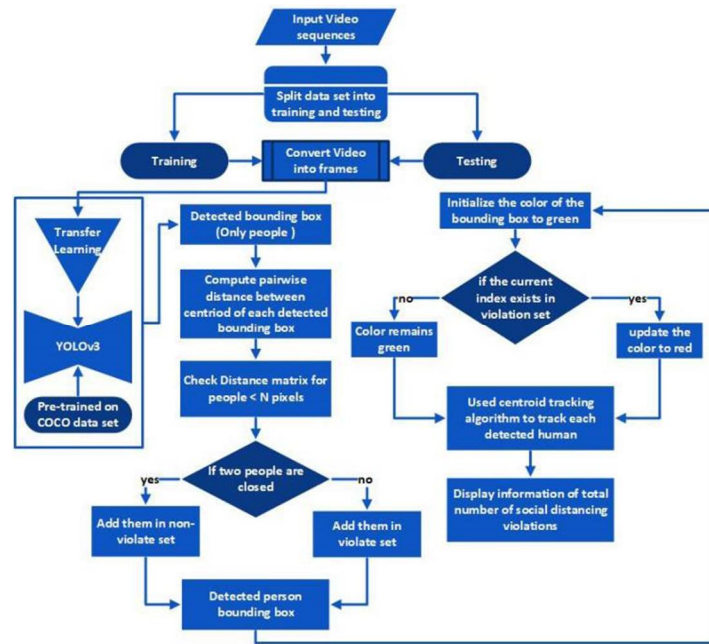 Input Video
sequences
Split data set into
training and testing
Training
Convert Video
into frames
Testing
Transfer
Learning
YOLOv3
Pre-trained on
COCO data set
Detected bounding box
(Only people )
Compute pairwise
distance between
centriod of each detected
bounding box
Check Distance matrix for
people < N pixels
If two people are
closed
yes
no
Add them in non-
violate set
Add them in
violate set
Detected person
bounding box
Initialize the color of the
bounding box to green
if the current
index exists in
violation set
no
yes
Color remains
green
update the
color to red
Used centroid tracking
algorithm to track each
detected human
Display information of total
number of social distancing
violations